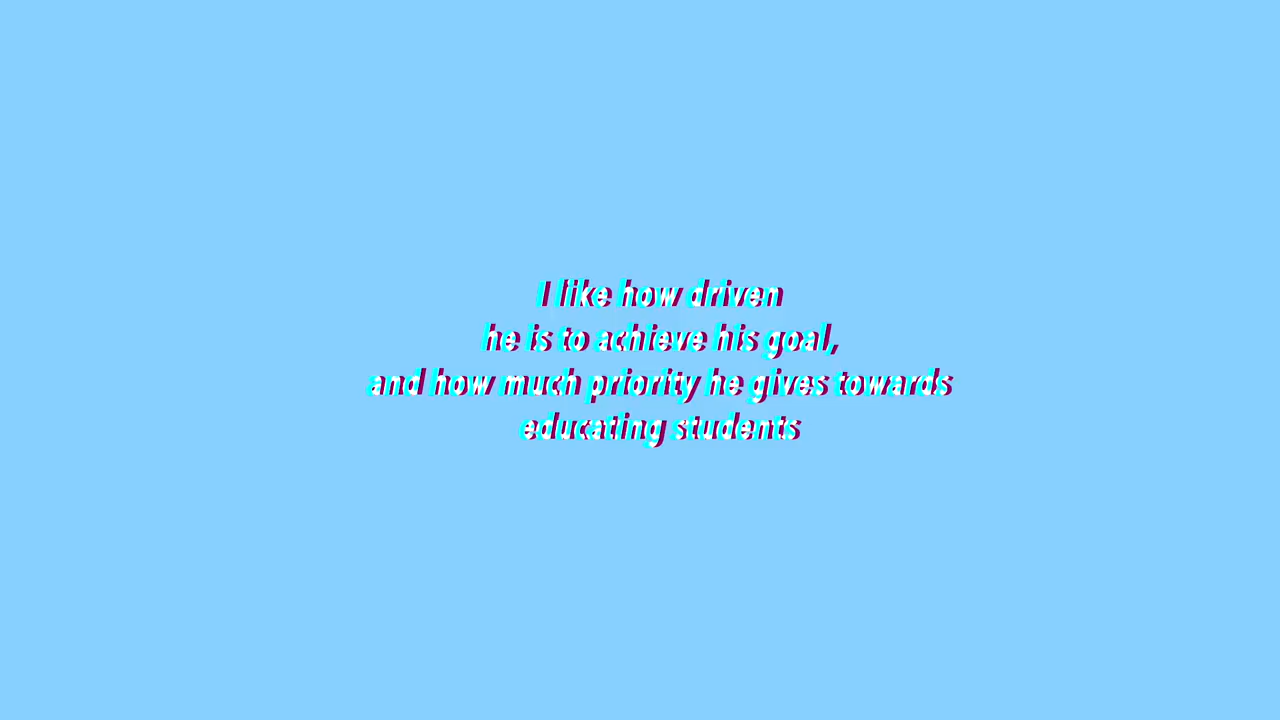 I like how driven
he is to achieve his goal,
and how much priority he gives towards
educating students